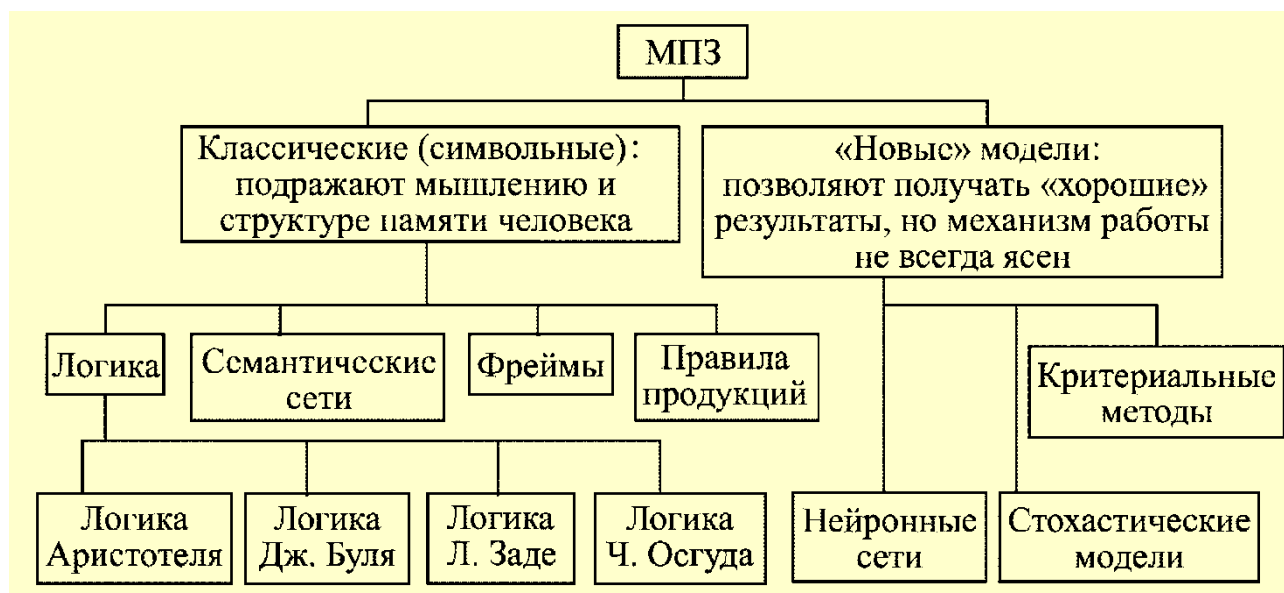 МПЗ
Классические (символьные):
подражают мышлению и
структуре памяти человека
«Новые» модели:
позволяют получать «хорошие»
результаты, но механизм работы
не всегда ясен
Логика
Семантические
сети
Фреймы
Правила
продукций
Критериальные
методы
Логика
Аристотеля
Логика
Дж. Буля
Логика
Л. Заде
Логика
Ч. Осгуда
Нейронные
сети
Стохастические
модели